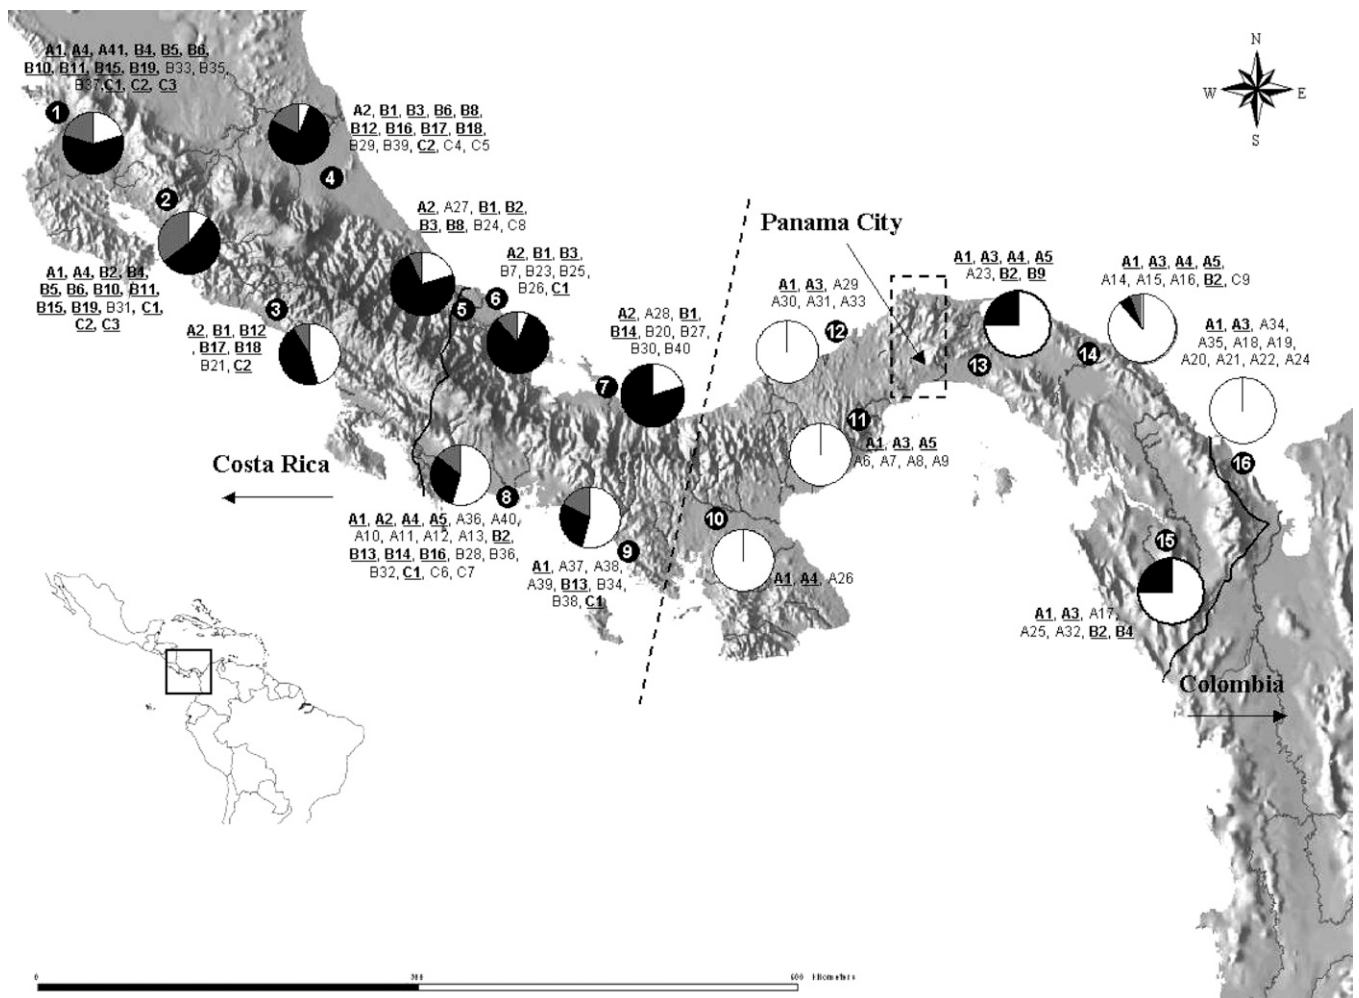 A1, A4, A41, B4, B5, B6,
B10, B11, B15, B19, B33, B35,
B37, C1, C2, C3
1
A2, B1, B3, B6, B8,
B12, B16, B17, B18,
B29, B39, C2, C4, C5
4
2
A1, A4, B2, B4,
B5, B6, B10, B11,
B15, B19, B31, C1,
C2, C3
A2, A27, B1, B2,
B3, B8, B24, C8
5
A2, B1, B3,
B7, B23, B25,
B26, C1
6
3
A2, B1, B12
, B17, B18
B21, C2
A2, A28, B1,
B14, B20, B27,
B30, B40
7
Costa Rica
8
A1, A2, A4, A5, A36, A40,
A10, A11, A12, A13, B2,
B13, B14, B16, B28, B36,
B32, C1, C6, C7
9
A1, A37, A38,
A39, B13, B34,
B38, C1
10
A1, A4, A26
Panama City
A1, A3, A29
A30, A31, A33
12
11
A1, A3, A5
A6, A7, A8, A9
A1, A3, A4, A5
A23, B2, B9
13
A1, A3, A4, A5,
A14, A15, A16, B2, C9
14
A1, A3, A34,
A35, A18, A19,
A20, A21, A22, A24
16
15
A1, A3, A17,
A25, A32, B2, B4
Colombia
N
W E
S
0 300 600 Kilometers